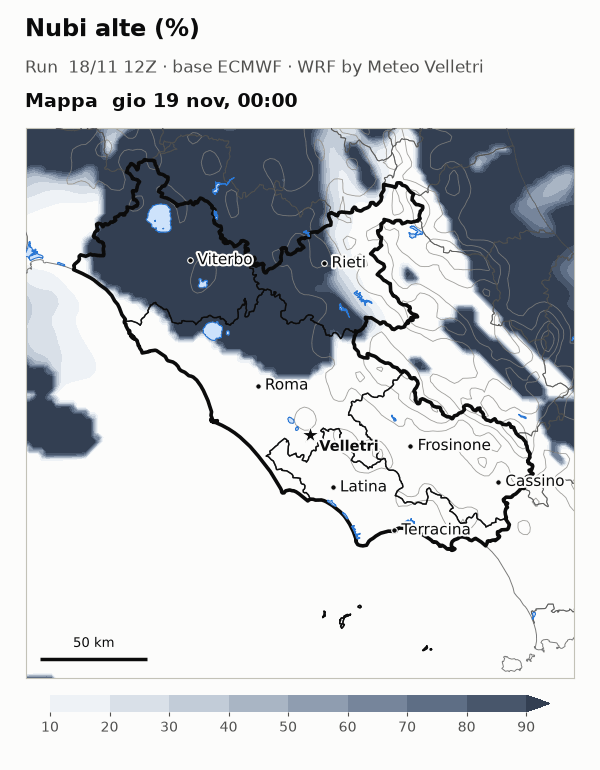 Nubi alte (%)
Run 18/11 12Z · base ECMWF · WRF by Meteo Velletri
Mappa gio 19 nov, 00:00
Viterbo
Rieti
Roma
Velletri
Frosinone
Latina
Cassino
Terracina
50 km
10 20 30 40 50 60 70 80 90